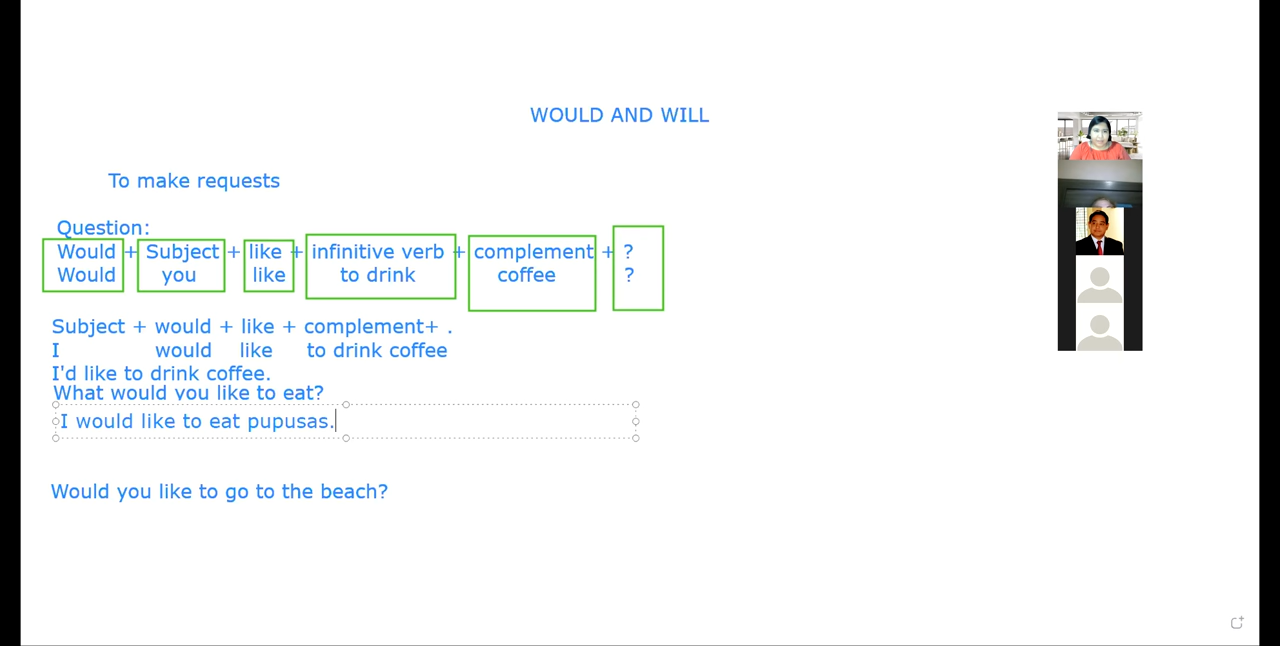 WOULD AND WILL
To make requests
Question:
Would + Subject + like + infinitive verb + complement + ?
Would you like to drink coffee ?
Subject + would + like + complement+ .
I would like to drink coffee
I'd like to drink coffee.
What would you like to eat?
I would like to eat pupusas.
Would you like to go to the beach?